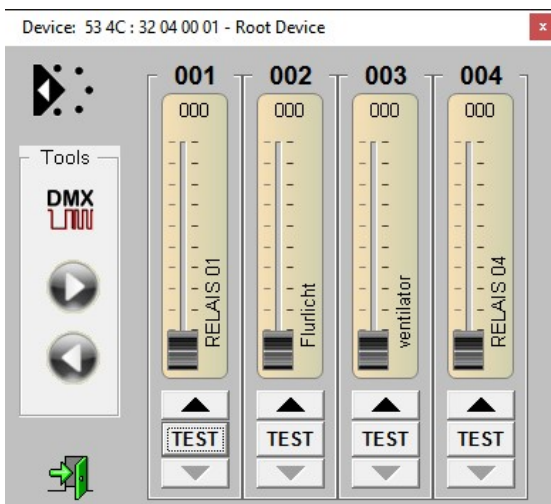 Device: 53 4C : 32 04 00 01 - Root Device
x
001 002 003 004
000 000 000 000
Tools
DMX
RELAIS 01
Flurlicht
ventilator
RELAIS 04
TEST TEST TEST TEST